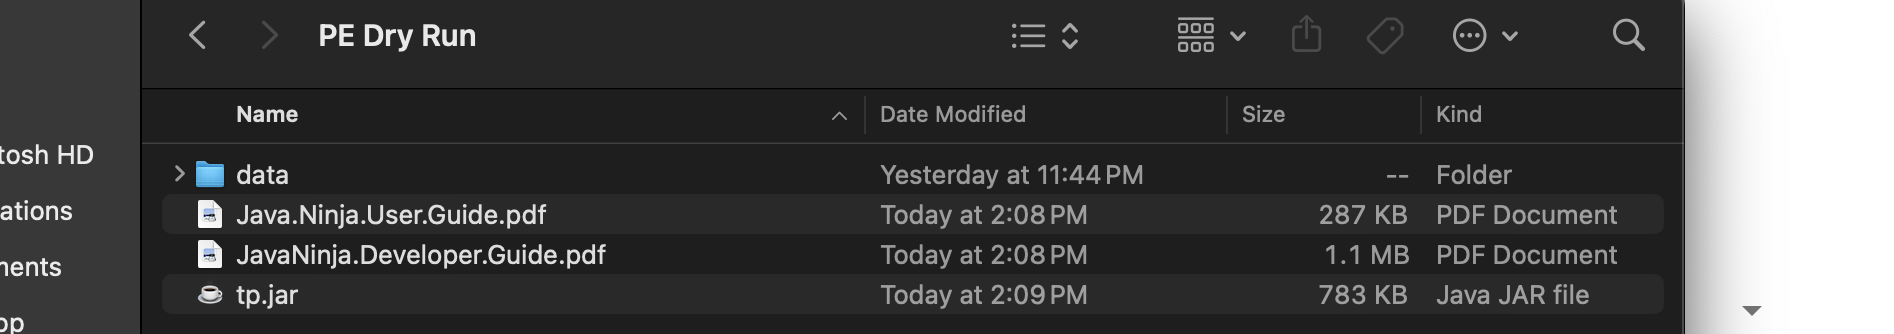 PE Dry Run
Name Date Modified Size Kind
tosh HD
data Yesterday at 11:44 PM -- Folder
ations
Java.Ninja.User.Guide.pdf Today at 2:08 PM 287 KB PDF Document
JavaNinja.Developer.Guide.pdf Today at 2:08 PM 1.1 MB PDF Document
ments
tp.jar Today at 2:09 PM 783 KB Java JAR file
op